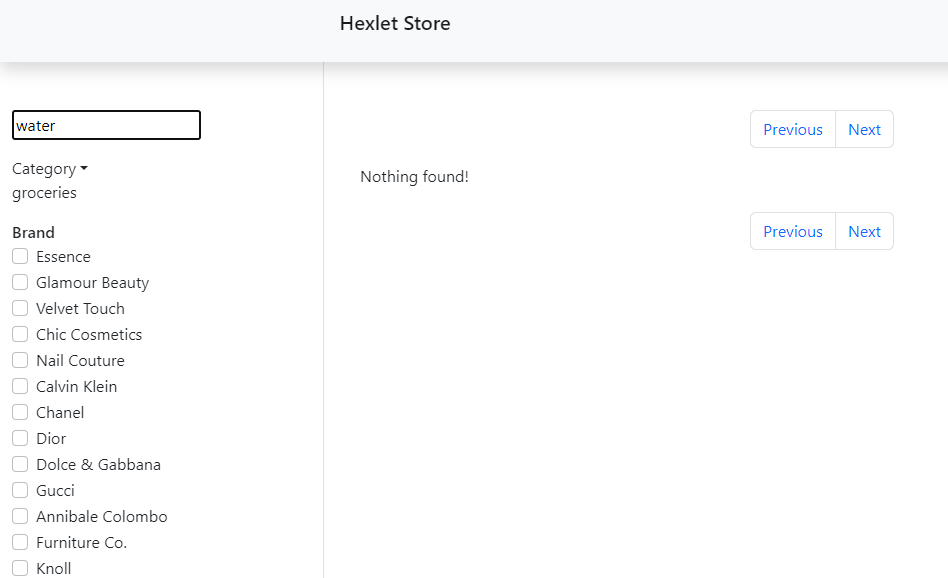 Hexlet Store
water
Category
groceries
Brand
Essence
Glamour Beauty
Velvet Touch
Chic Cosmetics
Nail Couture
Calvin Klein
Chanel
Dior
Dolce & Gabbana
Gucci
Annibale Colombo
Furniture Co.
Knoll
Previous Next
Nothing found!
Previous Next